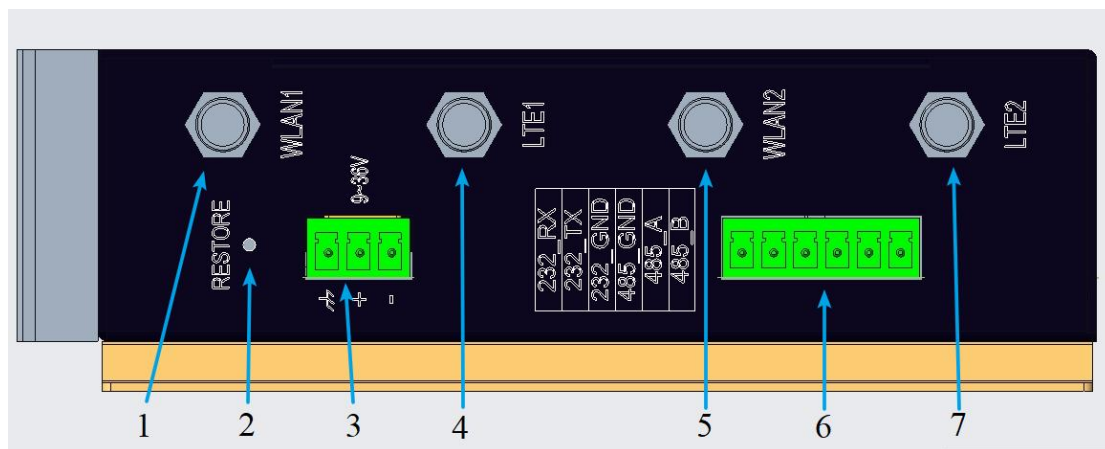 WLAN1
LTE1
WLAN2
LTE2
9~36V
RESTORE
232_RX
232_TX
232_GND
485_GND
485_A
485_B
+
-
1
2
3
4
5
6
7